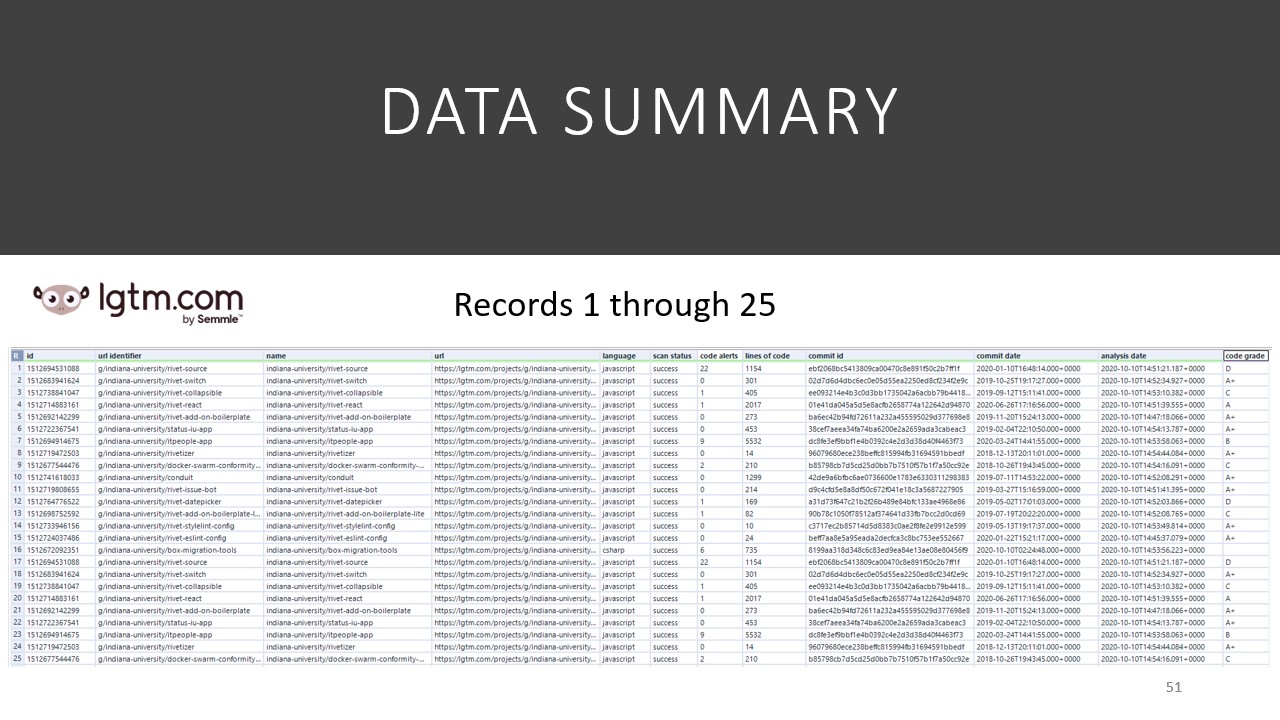 DATA SUMMARY
lgtm.com
by Semmle™
Records 1 through 25
R id url identifier name url language scan status code alerts lines of code commit id commit date analysis date code grade
1 1512694531088 g/indiana-university/rivet-source indiana-university/rivet-source https://lgtm.com/projects/g/indiana-university... javascript success 22 1154 ebf2068bc5413809ca00470c8e891f50c2b7ff1f 2020-01-10T16:48:14.000+0000 2020-10-10T14:51:21.187+0000 D
2 1512683941624 g/indiana-university/rivet-switch indiana-university/rivet-switch https://lgtm.com/projects/g/indiana-university... javascript success 0 301 02d7d6d4dbc6ec0e05d55ea2250ed8cf234f2e9c 2019-10-25T19:17:27.000+0000 2020-10-10T14:52:34.927+0000 A+
3 1512738841047 g/indiana-university/rivet-collapsible indiana-university/rivet-collapsible https://lgtm.com/projects/g/indiana-university... javascript success 1 405 ee093214e4b3c0d3bb1735042a6acbb79b4418... 2019-09-12T15:11:41.000+0000 2020-10-10T14:53:10.382+0000 C
4 1512714883161 g/indiana-university/rivet-react indiana-university/rivet-react https://lgtm.com/projects/g/indiana-university... javascript success 1 2017 01e41da045a5d5e8acfb2658774a122642d94870 2020-06-26T17:16:56.000+0000 2020-10-10T14:51:39.555+0000 A
5 1512692142299 g/indiana-university/rivet-add-on-boilerplate indiana-university/rivet-add-on-boilerplate https://lgtm.com/projects/g/indiana-university... javascript success 0 273 ba6ec42b94fd72611a232a455595029d377698e8 2019-11-20T15:24:13.000+0000 2020-10-10T14:47:18.066+0000 A+
6 1512722367541 g/indiana-university/status-iu-app indiana-university/status-iu-app https://lgtm.com/projects/g/indiana-university... javascript success 0 453 38cef7aeea34fa74ba6200e2a2659ada3cabeac3 2019-02-04T22:10:50.000+0000 2020-10-10T14:54:13.787+0000 A+
7 1512694914675 g/indiana-university/itpeople-app indiana-university/itpeople-app https://lgtm.com/projects/g/indiana-university... javascript success 9 5532 dc8fe3ef9bbf1e4b0392c4e2d3d38d40f4463f73 2020-03-24T14:41:55.000+0000 2020-10-10T14:53:58.063+0000 B
8 1512719472503 g/indiana-university/rivetizer indiana-university/rivetizer https://lgtm.com/projects/g/indiana-university... javascript success 0 14 96079680ece238beffc815994fb31694591bbedf 2018-12-13T20:11:01.000+0000 2020-10-10T14:54:44.084+0000 A+
9 1512677544476 g/indiana-university/docker-swarm-conformity... indiana-university/docker-swarm-conformity-... https://lgtm.com/projects/g/indiana-university... javascript success 2 210 b85798cb7d5cd25d0bb7b7510f57b1f7a50cc92e 2018-10-26T19:43:45.000+0000 2020-10-10T14:54:16.091+0000 C
10 1512741618033 g/indiana-university/conduit indiana-university/conduit https://lgtm.com/projects/g/indiana-university... javascript success 0 1299 42de9a6bfbc6ae0736600e1783e6330311298383 2019-07-11T14:53:22.000+0000 2020-10-10T14:52:08.291+0000 A+
11 1512719808655 g/indiana-university/rivet-issue-bot indiana-university/rivet-issue-bot https://lgtm.com/projects/g/indiana-university... javascript success 0 214 d9c4cfd5e8a8df50c672f041e18c3a5687227905 2019-03-27T15:16:59.000+0000 2020-10-10T14:51:41.395+0000 A+
12 1512764776522 g/indiana-university/rivet-datepicker indiana-university/rivet-datepicker https://lgtm.com/projects/g/indiana-university... javascript success 1 169 a31d73f647c21b2f26b489e84bfc133ae4968e86 2019-05-02T17:01:03.000+0000 2020-10-10T14:52:03.866+0000 D
13 1512698752592 g/indiana-university/rivet-add-on-boilerplate-l... indiana-university/rivet-add-on-boilerplate-lite https://lgtm.com/projects/g/indiana-university... javascript success 1 82 90b78c1050f78512af374641d33fb7bcc2d0cd69 2019-07-19T20:22:20.000+0000 2020-10-10T14:52:08.765+0000 C
14 1512733946156 g/indiana-university/rivet-stylelint-config indiana-university/rivet-stylelint-config https://lgtm.com/projects/g/indiana-university... javascript success 0 10 c3717ec2b85714d5d8383c0ae2f8fe2e9912e599 2019-05-13T19:17:37.000+0000 2020-10-10T14:53:49.814+0000 A+
15 1512724037486 g/indiana-university/rivet-eslint-config indiana-university/rivet-eslint-config https://lgtm.com/projects/g/indiana-university... javascript success 0 24 beff7aa8e5a95eada2decfca3c8bc753ee552667 2020-01-22T15:21:17.000+0000 2020-10-10T14:45:37.079+0000 A+
16 1512672092351 g/indiana-university/box-migration-tools indiana-university/box-migration-tools https://lgtm.com/projects/g/indiana-university... csharp success 6 735 8199aa318d348c6c83ed9ea84e13ae08e80456f9 2020-10-10T02:24:48.000+0000 2020-10-10T14:53:56.223+0000
17 1512694531088 g/indiana-university/rivet-source indiana-university/rivet-source https://lgtm.com/projects/g/indiana-university... javascript success 22 1154 ebf2068bc5413809ca00470c8e891f50c2b7ff1f 2020-01-10T16:48:14.000+0000 2020-10-10T14:51:21.187+0000 D
18 1512683941624 g/indiana-university/rivet-switch indiana-university/rivet-switch https://lgtm.com/projects/g/indiana-university... javascript success 0 301 02d7d6d4dbc6ec0e05d55ea2250ed8cf234f2e9c 2019-10-25T19:17:27.000+0000 2020-10-10T14:52:34.927+0000 A+
19 1512738841047 g/indiana-university/rivet-collapsible indiana-university/rivet-collapsible https://lgtm.com/projects/g/indiana-university... javascript success 1 405 ee093214e4b3c0d3bb1735042a6acbb79b4418... 2019-09-12T15:11:41.000+0000 2020-10-10T14:53:10.382+0000 C
20 1512714883161 g/indiana-university/rivet-react indiana-university/rivet-react https://lgtm.com/projects/g/indiana-university... javascript success 1 2017 01e41da045a5d5e8acfb2658774a122642d94870 2020-06-26T17:16:56.000+0000 2020-10-10T14:51:39.555+0000 A
21 1512692142299 g/indiana-university/rivet-add-on-boilerplate indiana-university/rivet-add-on-boilerplate https://lgtm.com/projects/g/indiana-university... javascript success 0 273 ba6ec42b94fd72611a232a455595029d377698e8 2019-11-20T15:24:13.000+0000 2020-10-10T14:47:18.066+0000 A+
22 1512722367541 g/indiana-university/status-iu-app indiana-university/status-iu-app https://lgtm.com/projects/g/indiana-university... javascript success 0 453 38cef7aeea34fa74ba6200e2a2659ada3cabeac3 2019-02-04T22:10:50.000+0000 2020-10-10T14:54:13.787+0000 A+
23 1512694914675 g/indiana-university/itpeople-app indiana-university/itpeople-app https://lgtm.com/projects/g/indiana-university... javascript success 9 5532 dc8fe3ef9bbf1e4b0392c4e2d3d38d40f4463f73 2020-03-24T14:41:55.000+0000 2020-10-10T14:53:58.063+0000 B
24 1512719472503 g/indiana-university/rivetizer indiana-university/rivetizer https://lgtm.com/projects/g/indiana-university... javascript success 0 14 96079680ece238beffc815994fb31694591bbedf 2018-12-13T20:11:01.000+0000 2020-10-10T14:54:44.084+0000 A+
25 1512677544476 g/indiana-university/docker-swarm-conformity... indiana-university/docker-swarm-conformity-... https://lgtm.com/projects/g/indiana-university... javascript success 2 210 b85798cb7d5cd25d0bb7b7510f57b1f7a50cc92e 2018-10-26T19:43:45.000+0000 2020-10-10T14:54:16.091+0000 C
51